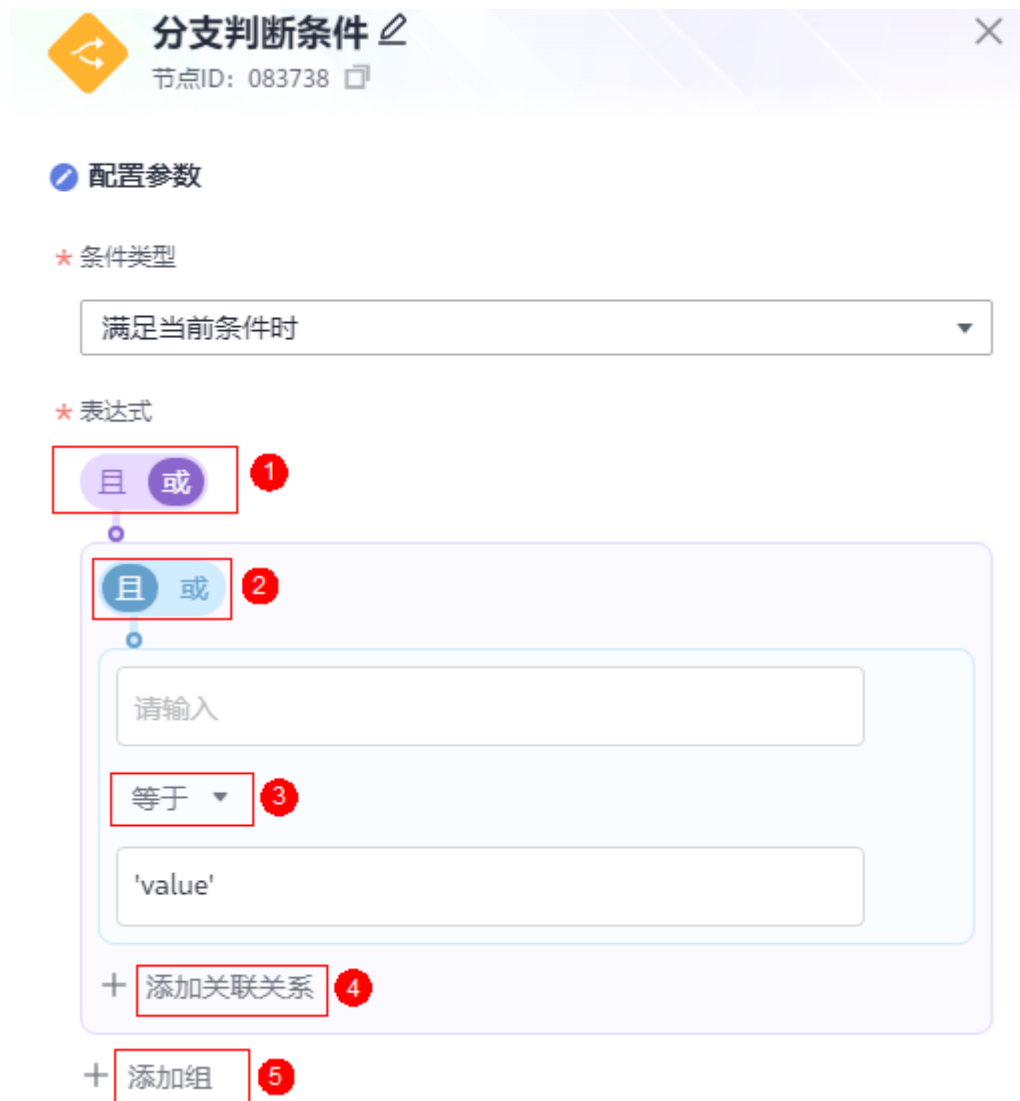 分支判断条件
节点ID：083738
配置参数
* 条件类型
满足当前条件时
* 表达式
且 或 1
且 或 2
请输入
等于 3
'value'
+ 添加关联关系 4
+ 添加组 5